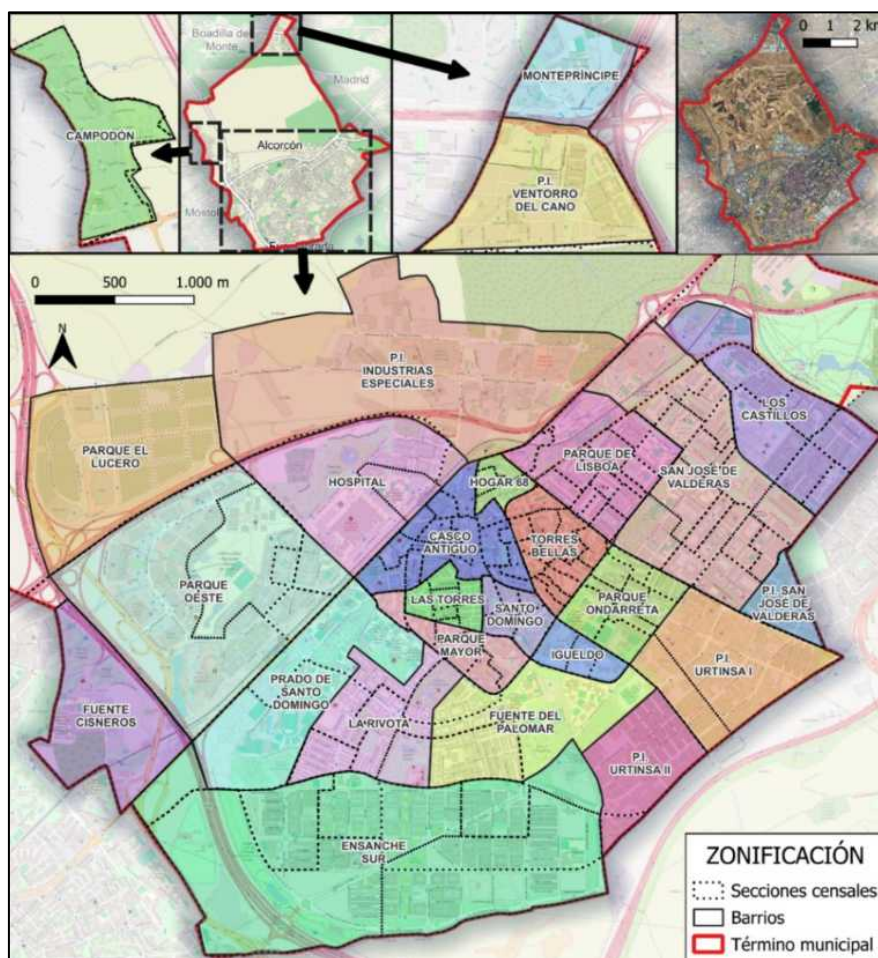 Boadilla de
Monte
Madrid
Alcorcón
CAMPODÓN
MONTEPRÍNCIPE
P.I.
VENTORRO
DEL CANO
0 1 2 km
0 500 1.000 m
N
P.I.
INDUSTRIAS
ESPECIALES
PARQUE EL
LUCERO
HOSPITAL
HOGAR 68
PARQUE DE
LISBOA
SAN JOSÉ DE
VALDERAS
LOS
CASTILLOS
CASCO
ANTIGUO
TORRES
BELLAS
PARQUE
OESTE
LAS TORRES
SANTO
DOMINGO
PARQUE
ONDARRETA
P.I. SAN
JOSÉ DE
VALDERAS
PARQUE
MAYOR
IGUELDO
P.I.
URTINSA I
PRADO DE
SANTO
DOMINGO
LA RIVOTA
FUENTE DEL
PALOMAR
FUENTE
CISNEROS
P.I.
URTINSA II
ENSANCHE
SUR
ZONIFICACIÓN
Secciones censales
Barrios
Término municipal